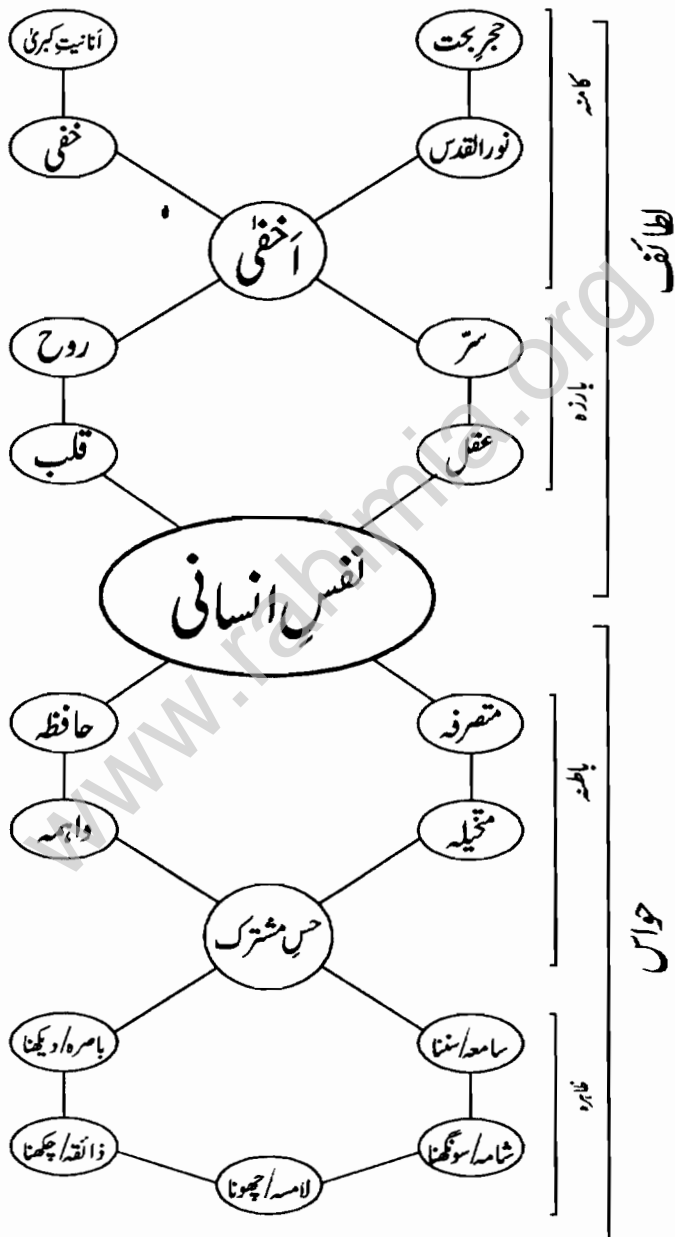 حجرِ بحت
انانیتِ کبریٰ
کامنہ
نور القدس
خفی
لطائف
اَخفیٰ
سرّ
روح
بارزہ
عقل
قلب
نفسِ انسانی
متصرفہ
حافظہ
باطنہ
متخیلہ
واہمہ
حسِ مشترک
حواس
سامعہ/سننا
باصرہ/دیکھنا
ظاہرہ
شامہ/سونگھنا
ذائقہ/چکھنا
لامسہ/چھونا
www.rahimia.org